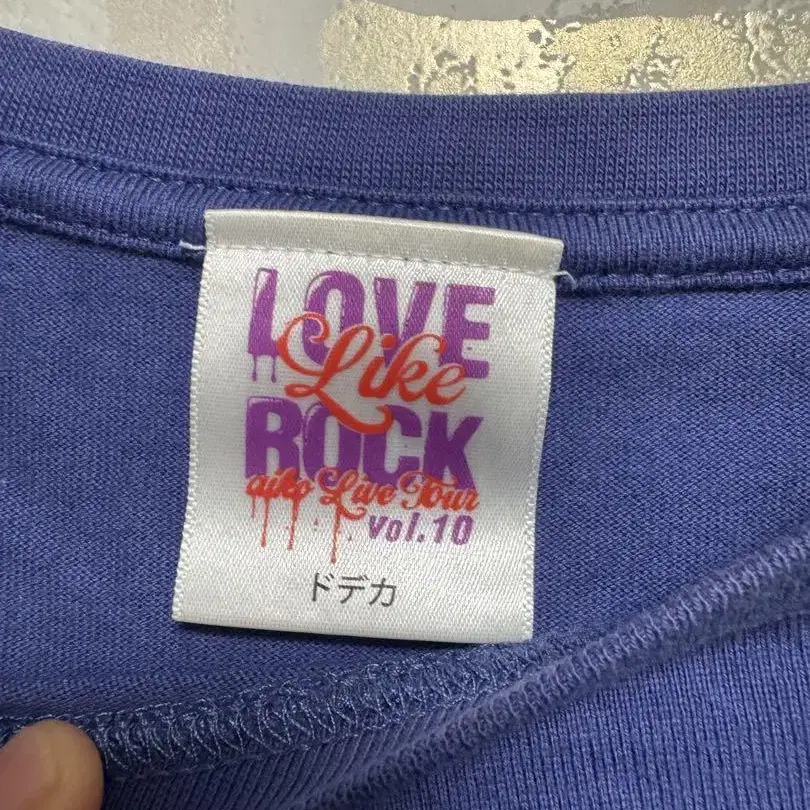 LOVE
Like
ROCK
aiko Live Tour
vol.10
ドデカ